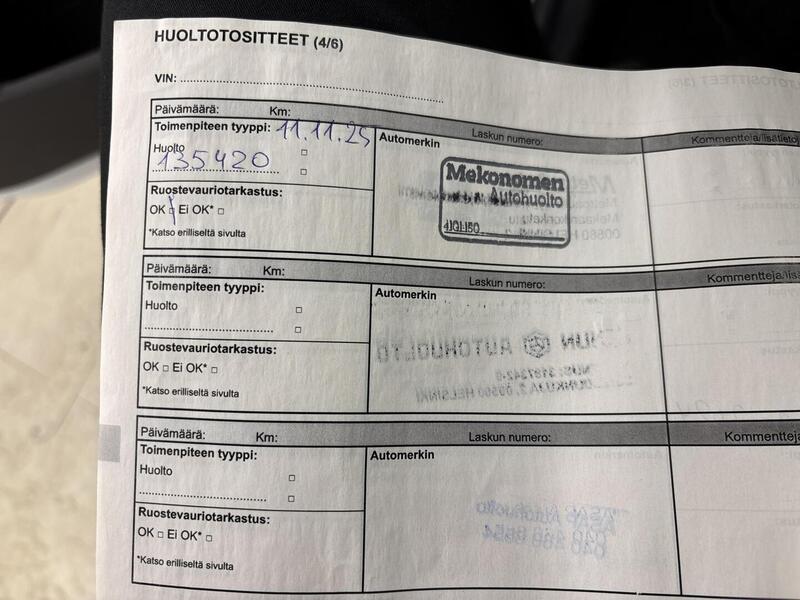 HUOLTOTOSITTEET (4/6)
VIN: ....................................................................
Päivämäärä: Km: Laskun numero: Kommentteja/lisätieto
Toimenpiteen tyyppi: 11.11.25 Automerkin
Huolto □
135420 □
Mekonomen
Autohuolto
Ruostevauriotarkastus:
OK □ Ei OK* □
*Katso erilliseltä sivulta
Päivämäärä: Km: Laskun numero: Kommentteja/lisä
Toimenpiteen tyyppi: Automerkin
Huolto □
........................................ □
Ruostevauriotarkastus:
OK □ Ei OK* □
*Katso erilliseltä sivulta
Päivämäärä: Km: Laskun numero: Kommentteja
Toimenpiteen tyyppi: Automerkin
Huolto □
........................................ □
Ruostevauriotarkastus:
OK □ Ei OK* □
*Katso erilliseltä sivulta